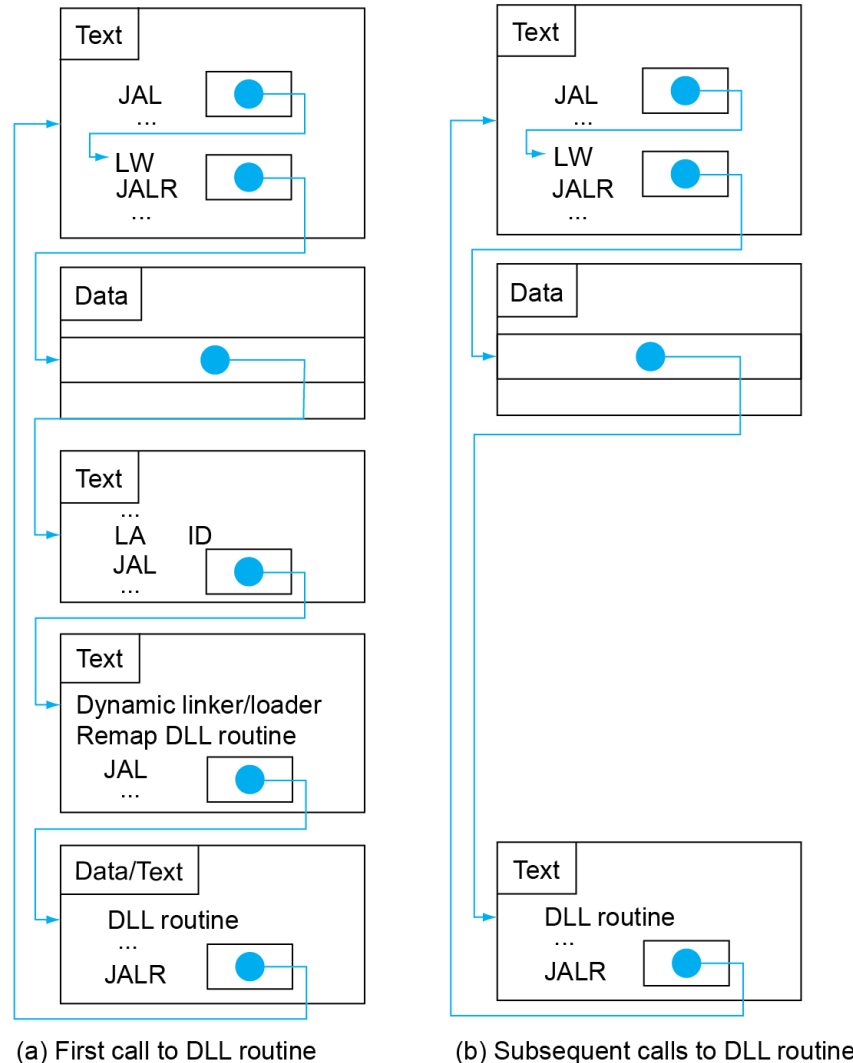 Text
JAL
...
LW
JALR
...
Data
Text
...
LA ID
JAL
...
Text
Dynamic linker/loader
Remap DLL routine
JAL
...
Data/Text
DLL routine
...
JALR
(a) First call to DLL routine
Text
JAL
...
LW
JALR
...
Data
Text
DLL routine
...
JALR
(b) Subsequent calls to DLL routine